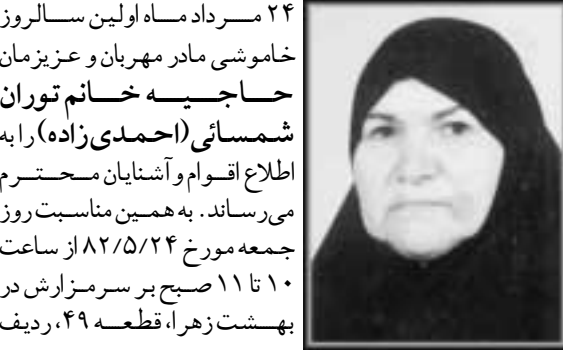 ۲۴ مرداد ماه اولین سالروز
خاموشی مادر مهربان و عزیزمان
حاجیه خانم توران
شمسائی(احمدی‌زاده) را به
اطلاع اقوام و آشنایان محترم
می‌رساند. به همین مناسبت روز
جمعه مورخ ۸۲/۵/۲۴ از ساعت
۱۰ تا ۱۱ صبح بر سر مزارش در
بهشت زهرا، قطعه ۴۹، ردیف